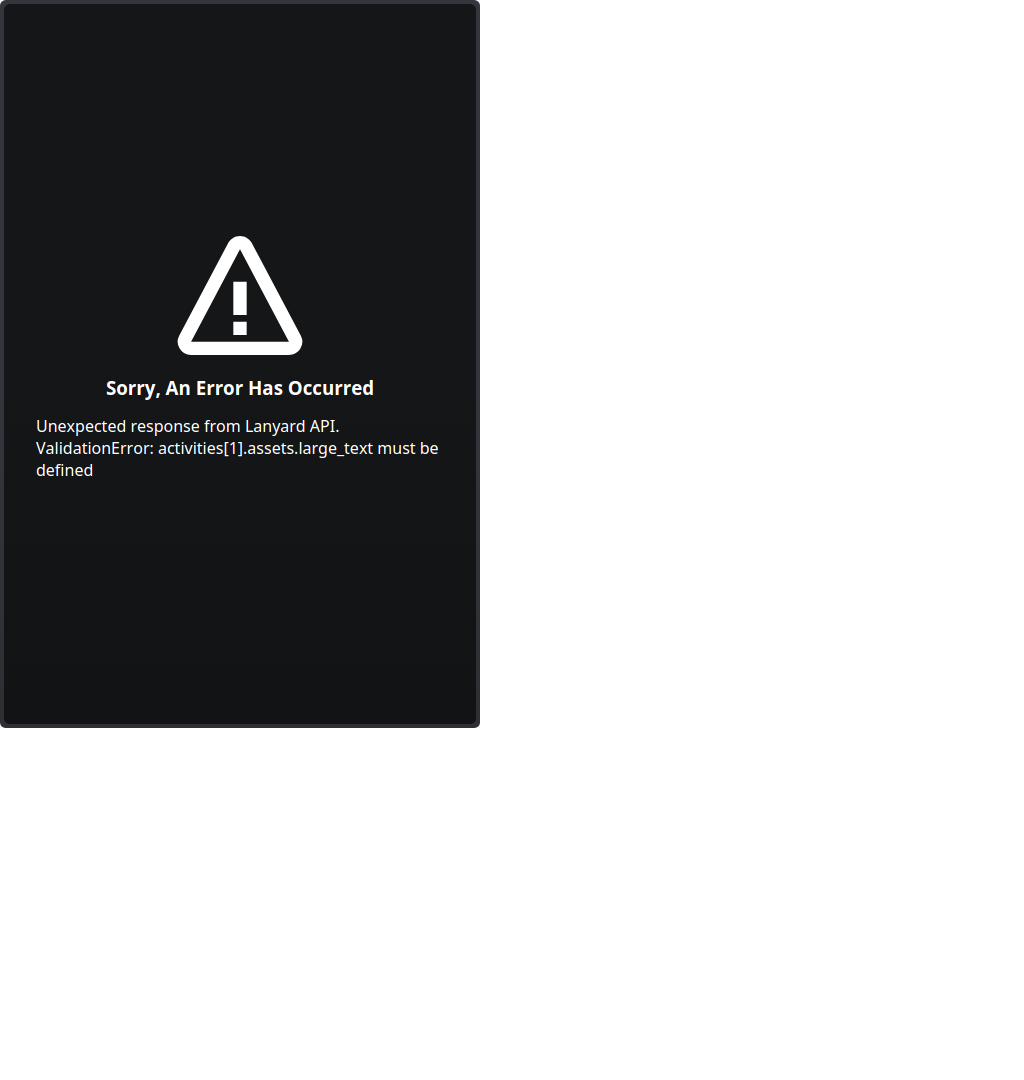 Sorry, An Error Has Occurred
Unexpected response from Lanyard API.
ValidationError: activities[1].assets.large_text must be
defined